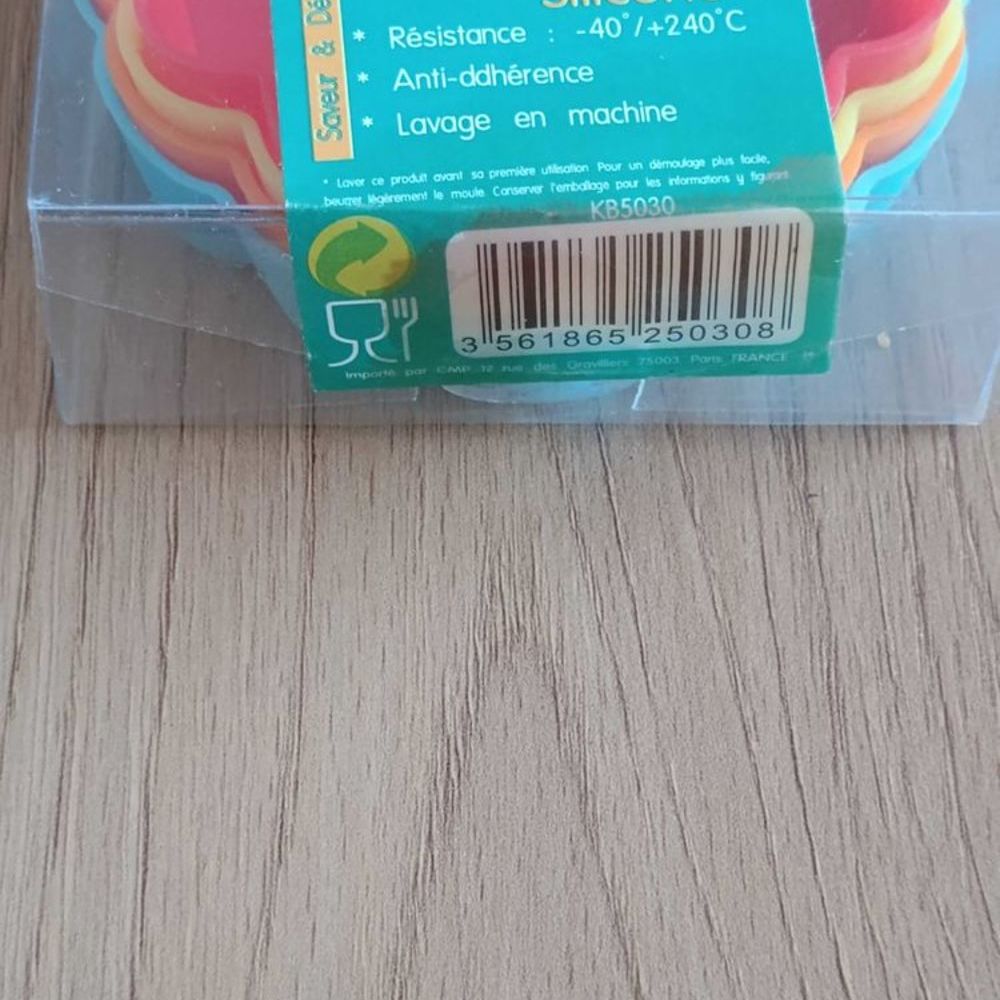 Silicone
Saveur & Dé
* Résistance : -40°/+240°C
* Anti-ddhérence
* Lavage en machine
* Laver ce produit avant sa première utilisation Pour un démoulage plus facile,
beurrer légèrement le moule. Conserver l'emballage pour les informations y figurant
KB5030
3 561865 250308
Importé par CMP 12 rue des Gravilliers 75003 Paris FRANCE